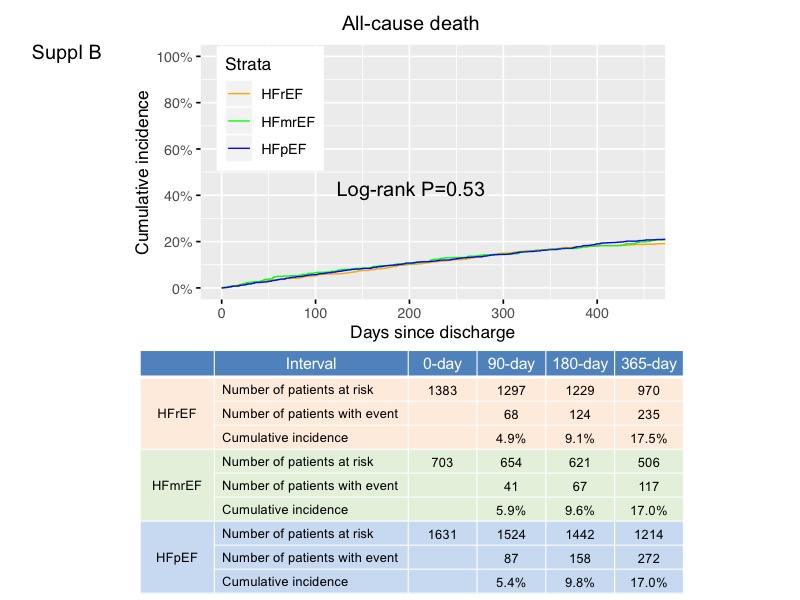 All-cause death
Suppl B
Cumulative incidence
100%
80%
60%
40%
20%
0%
Strata
HFrEF
HFmrEF
HFpEF
Log-rank P=0.53
0 100 200 300 400
Days since discharge
Interval 0-day 90-day 180-day 365-day
HFrEF
Number of patients at risk 1383 1297 1229 970
Number of patients with event 68 124 235
Cumulative incidence 4.9% 9.1% 17.5%
HFmrEF
Number of patients at risk 703 654 621 506
Number of patients with event 41 67 117
Cumulative incidence 5.9% 9.6% 17.0%
HFpEF
Number of patients at risk 1631 1524 1442 1214
Number of patients with event 87 158 272
Cumulative incidence 5.4% 9.8% 17.0%